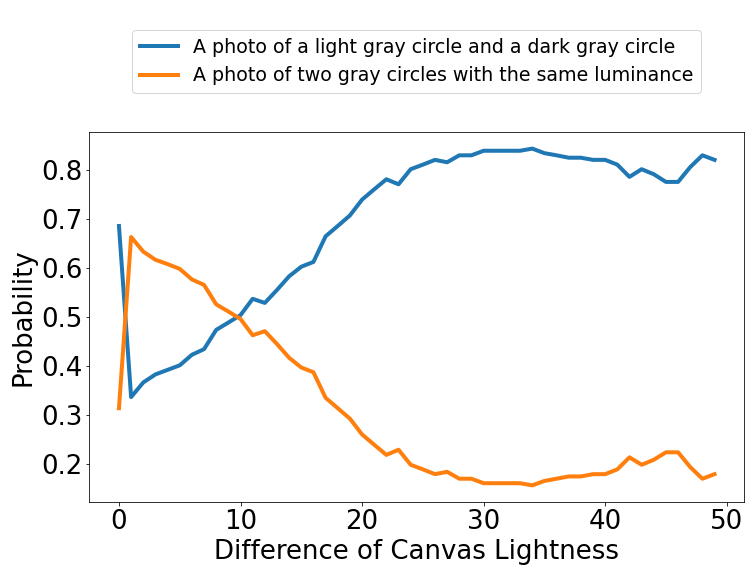 A photo of a light gray circle and a dark gray circle
A photo of two gray circles with the same luminance
0.8
0.7
0.6
0.5
0.4
0.3
0.2
Probability
0 10 20 30 40 50
Difference of Canvas Lightness